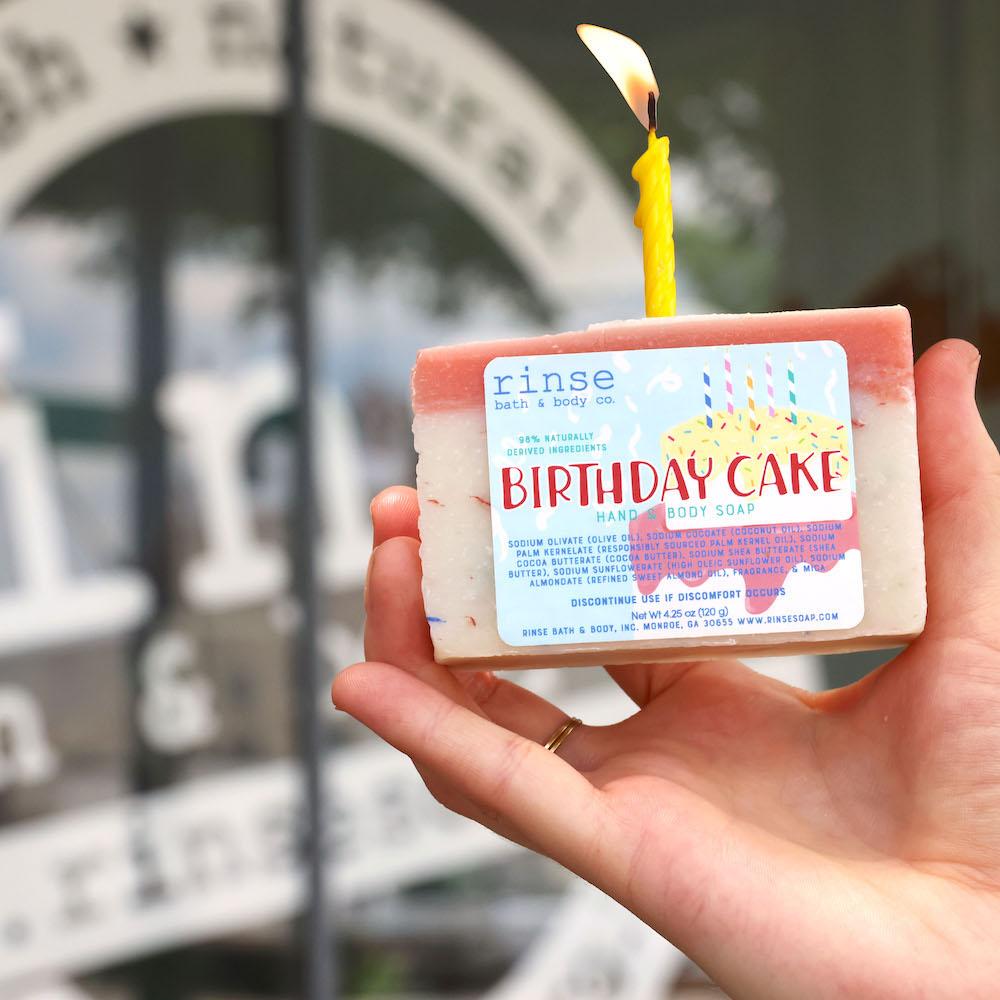 natural
&
rinse
bath & body co.
98% NATURALLY
DERIVED INGREDIENTS
BIRTHDAY CAKE
HAND & BODY SOAP
SODIUM OLIVATE (OLIVE OIL), SODIUM COCOATE (COCONUT OIL), SODIUM
PALM KERNELATE (RESPONSIBLY SOURCED PALM KERNEL OIL), SODIUM
COCOA BUTTERATE (COCOA BUTTER), SODIUM SHEA BUTTERATE (SHEA
BUTTER), SODIUM SUNFLOWERATE (HIGH OLEIC SUNFLOWER OIL), SODIUM
ALMONDATE (REFINED SWEET ALMOND OIL), FRAGRANCE, & MICA
DISCONTINUE USE IF DISCOMFORT OCCURS
Net Wt 4.25 oz (120 g)
RINSE BATH & BODY, INC. MONROE, GA 30655 WWW.RINSESOAP.COM